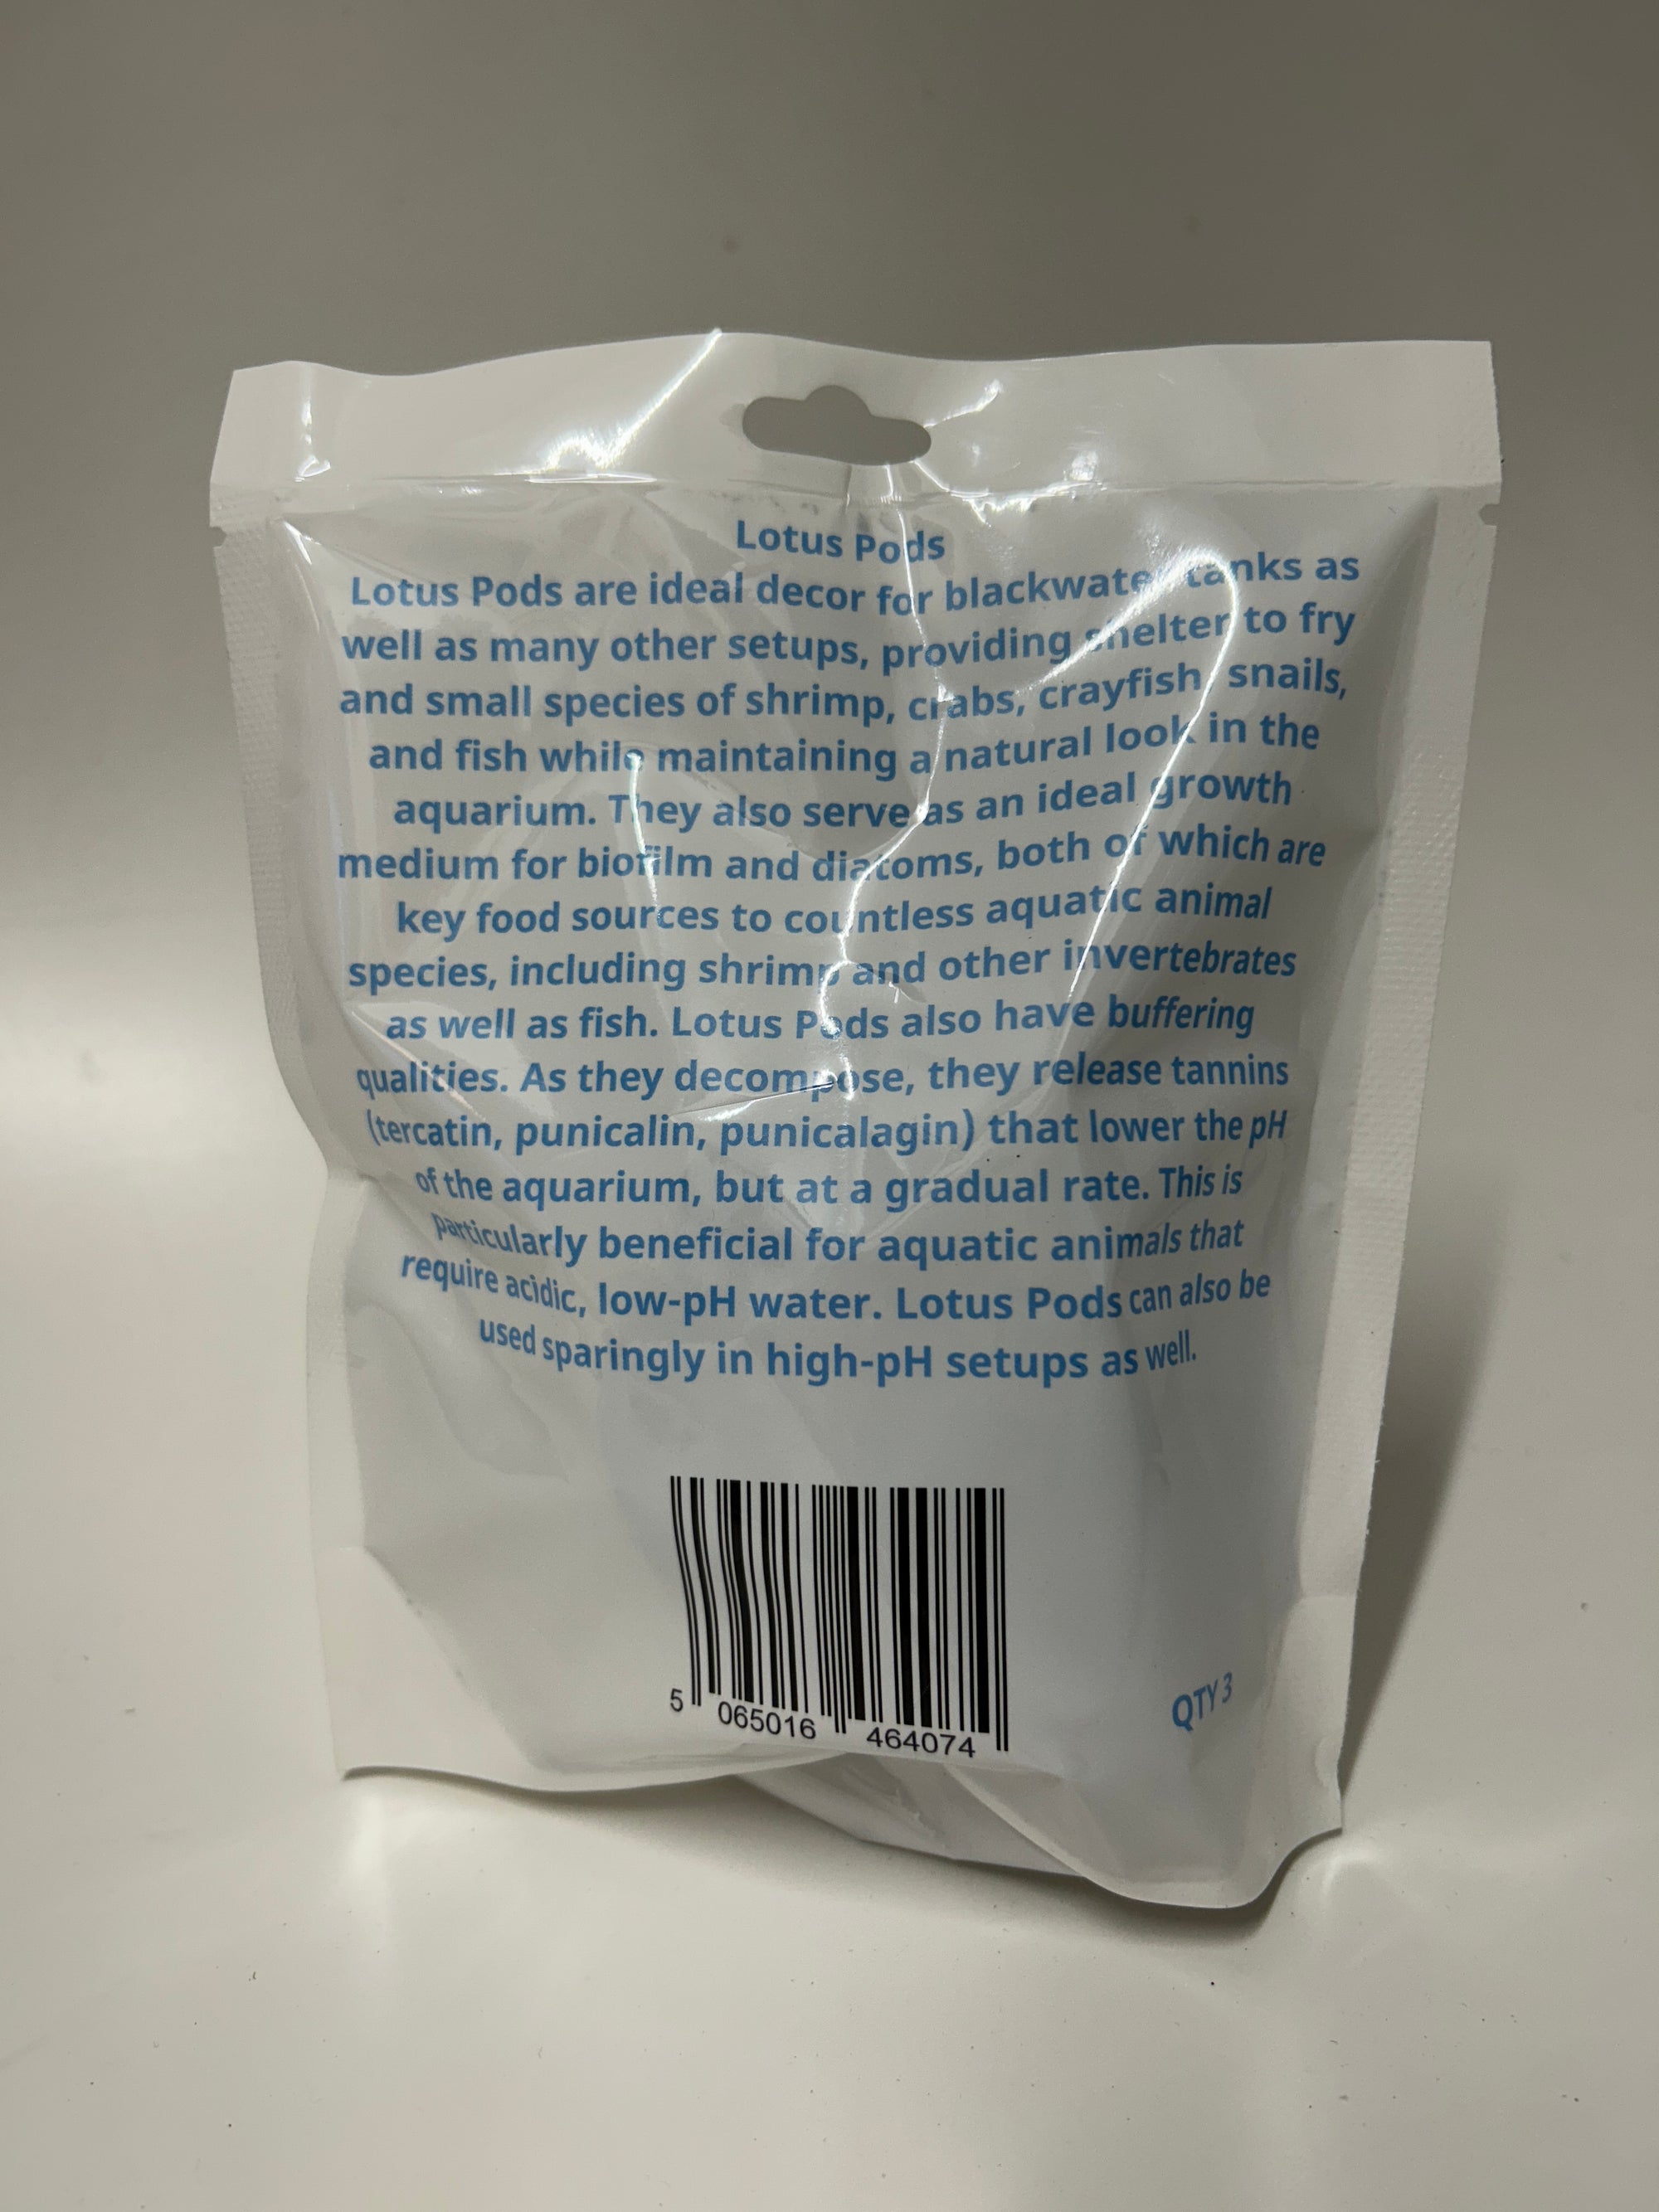 Lotus Pods
Lotus Pods are ideal decor for blackwater tanks as
well as many other setups, providing shelter to fry
and small species of shrimp, crabs, crayfish, snails,
and fish while maintaining a natural look in the
aquarium. They also serve as an ideal growth
medium for biofilm and diatoms, both of which are
key food sources to countless aquatic animal
species, including shrimp and other invertebrates
as well as fish. Lotus Pods also have buffering
qualities. As they decompose, they release tannins
(tercatin, punicalin, punicalagin) that lower the pH
of the aquarium, but at a gradual rate. This is
particularly beneficial for aquatic animals that
require acidic, low-pH water. Lotus Pods can also be
used sparingly in high-pH setups as well.
QTY 3
5 065016 464074